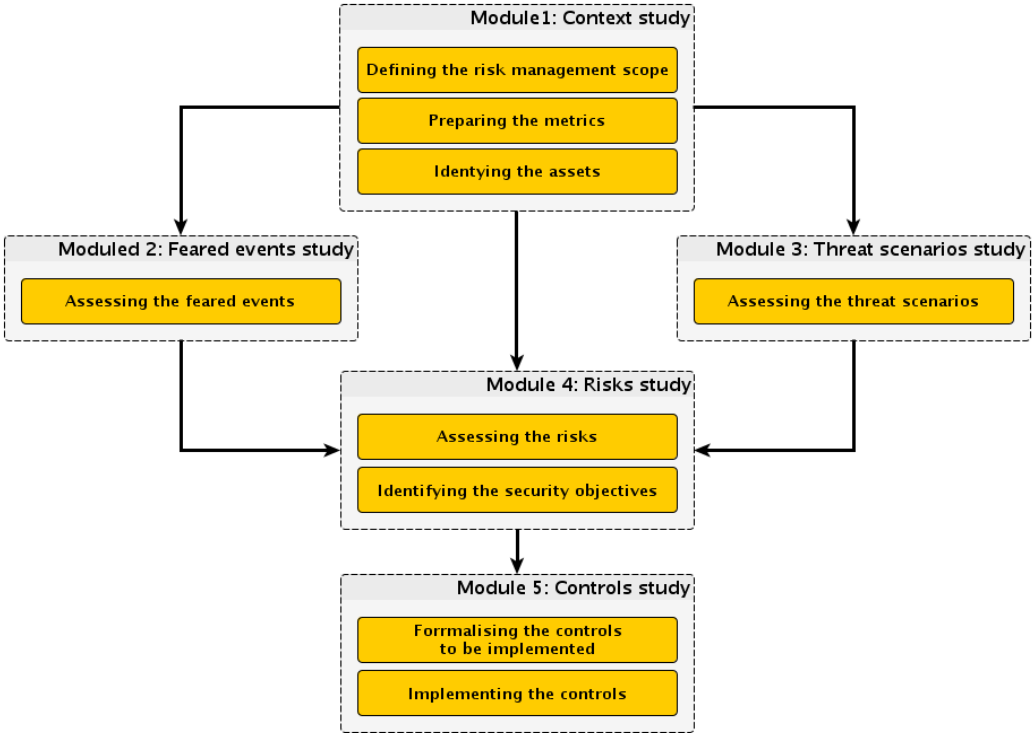 Module1: Context study
Defining the risk management scope
Preparing the metrics
Identying the assets
Moduled 2: Feared events study
Assessing the feared events
Module 3: Threat scenarios study
Assessing the threat scenarios
Module 4: Risks study
Assessing the risks
Identifying the security objectives
Module 5: Controls study
Forrmalising the controls
to be implemented
Implementing the controls